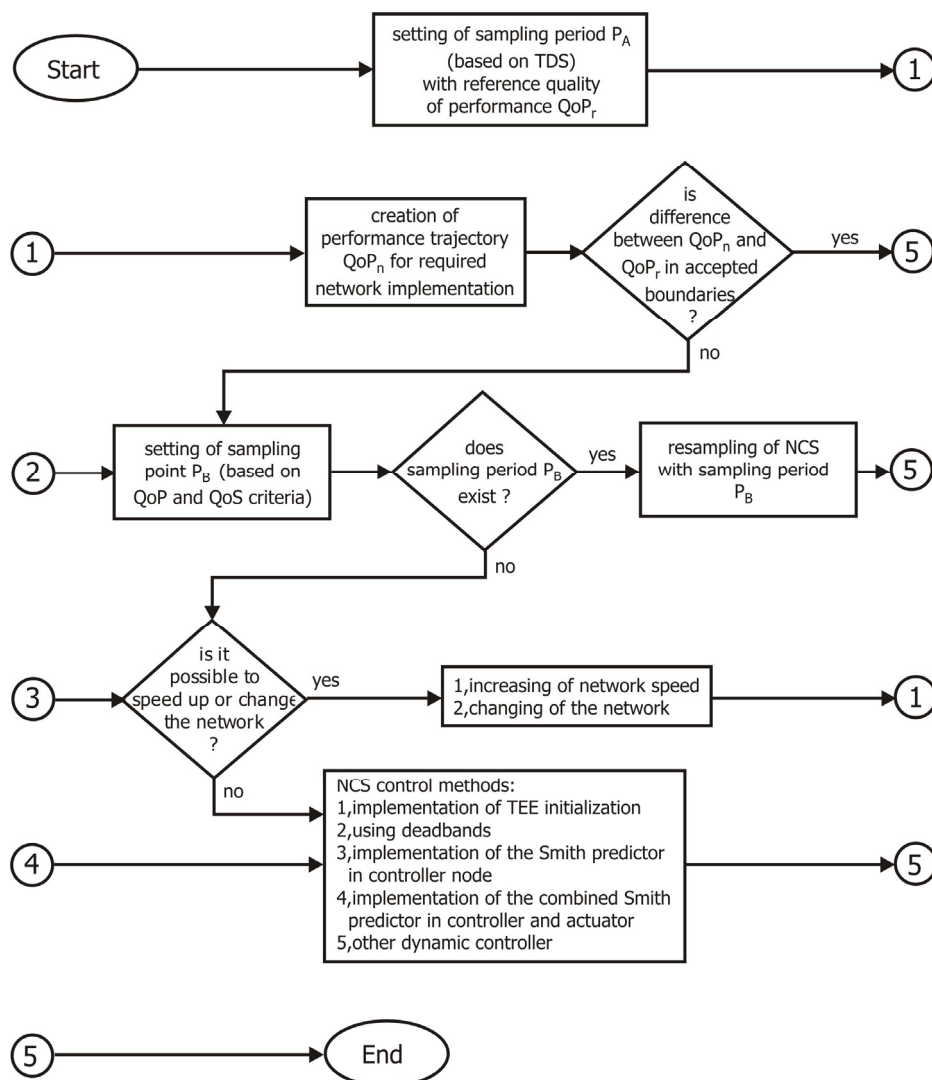 Start
setting of sampling period P_A
(based on TDS)
with reference quality
of performance QoP_r
1
1
creation of
performance trajectory
QoP_n for required
network implementation
is
difference
between QoP_n and
QoP_r in accepted
boundaries
?
yes
5
no
2
setting of sampling
point P_B (based on
QoP and QoS criteria)
does
sampling period P_B
exist ?
yes
resampling of NCS
with sampling period
P_B
5
no
3
is it
possible to
speed up or change
the network
?
yes
1,increasing of network speed
2,changing of the network
1
no
4
NCS control methods:
1,implementation of TEE initialization
2,using deadbands
3,implementation of the Smith predictor
in controller node
4,implementation of the combined Smith
predictor in controller and actuator
5,other dynamic controller
5
5
End